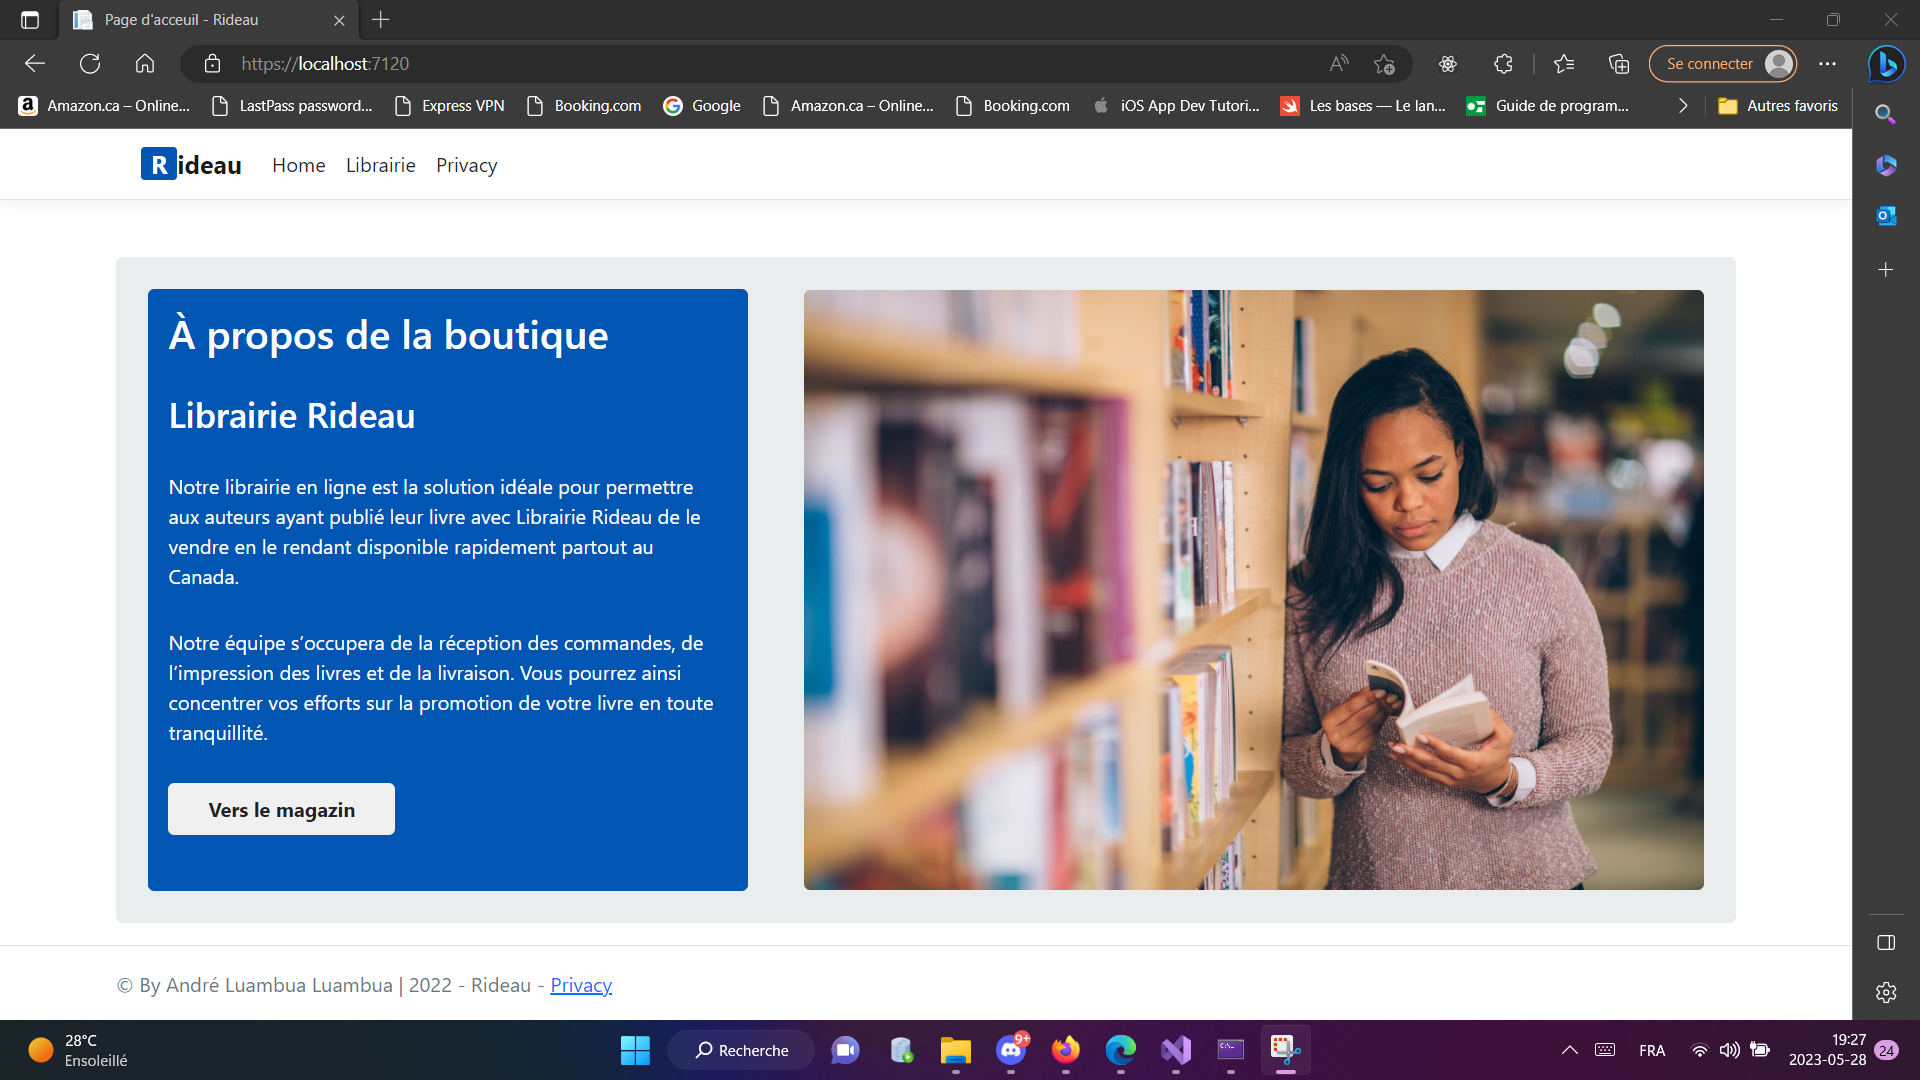 Page d'acceuil - Rideau
https://localhost:7120
Se connecter
Amazon.ca – Online...
LastPass password...
Express VPN
Booking.com
Google
Amazon.ca – Online...
Booking.com
iOS App Dev Tutori...
Les bases — Le lan...
Guide de program...
Autres favoris
Rideau
Home
Librairie
Privacy
À propos de la boutique
Librairie Rideau
Notre librairie en ligne est la solution idéale pour permettre
aux auteurs ayant publié leur livre avec Librairie Rideau de le
vendre en le rendant disponible rapidement partout au
Canada.
Notre équipe s’occupera de la réception des commandes, de
l’impression des livres et de la livraison. Vous pourrez ainsi
concentrer vos efforts sur la promotion de votre livre en toute
tranquillité.
Vers le magazin
© By André Luambua Luambua | 2022 - Rideau - Privacy
28°C
Ensoleillé
Recherche
9+
FRA
19:27
2023-05-28
24